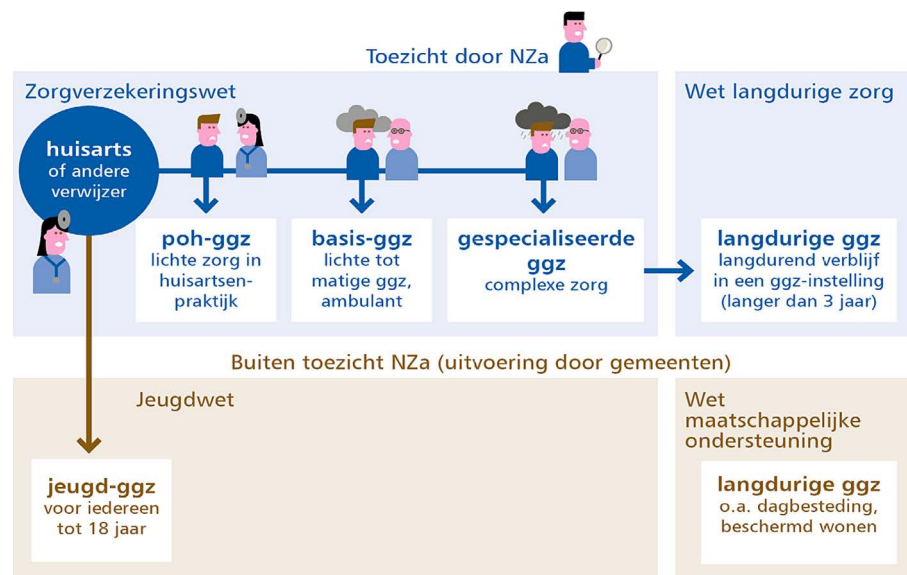 Toezicht door NZa
Zorgverzekeringswet
huisarts
of andere
verwijzer
poh-ggz
lichte zorg in
huisartsen-
praktijk
basis-ggz
lichte tot
matige ggz,
ambulant
gespecialiseerde
ggz
complexe zorg
Wet langdurige zorg
langdurige ggz
langdurend verblijf
in een ggz-instelling
(langer dan 3 jaar)
Buiten toezicht NZa (uitvoering door gemeenten)
Jeugdwet
jeugd-ggz
voor iedereen
tot 18 jaar
Wet
maatschappelijke
ondersteuning
langdurige ggz
o.a. dagbesteding,
beschermd wonen